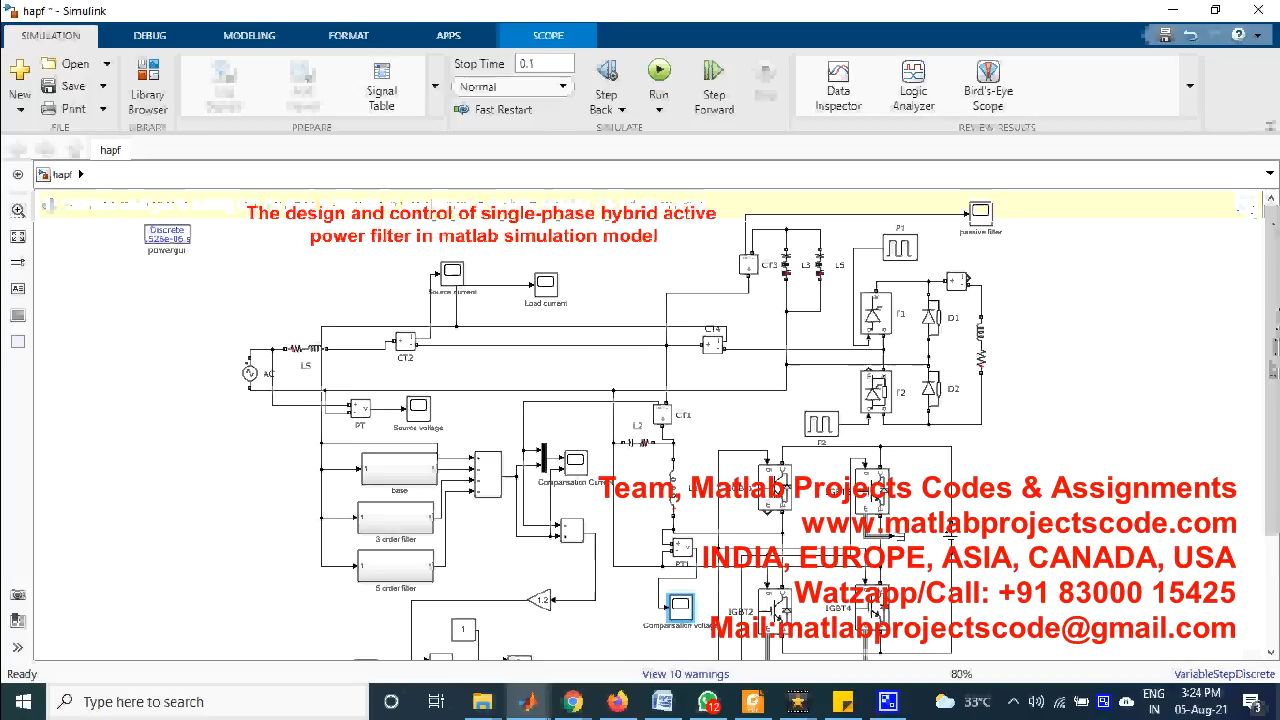 hapf * - Simulink
SIMULATION DEBUG MODELING FORMAT APPS SCOPE
New
Open
Save
Print
FILE
Library Browser
LIBRARY
Signal Table
PREPARE
Stop Time 0.1
Normal
Fast Restart
Step Back
Run
Step Forward
SIMULATE
Data Inspector
Logic Analyzer
Bird's-Eye Scope
REVIEW RESULTS
hapf
hapf
The design and control of single-phase hybrid active
power filter in matlab simulation model
Discrete
powergui
Source current
Load current
passive filter
P1
CT3
L3
L5
CT4
CT2
LS
AC
PT
Source voltage
D1
D2
CT1
L2
base
3 order filter
5 order filter
PT1
1.2
1
IGBT2
IGBT4
Team, Matlab Projects Codes & Assignments
www.matlabprojectscode.com
INDIA, EUROPE, ASIA, CANADA, USA
Watzapp/Call: +91 83000 15425
Mail:matlabprojectscode@gmail.com
Ready
View 10 warnings
80%
VariableStepDiscrete
Type here to search
12
33°C
ENG
IN
3:24 PM
05-Aug-21
3